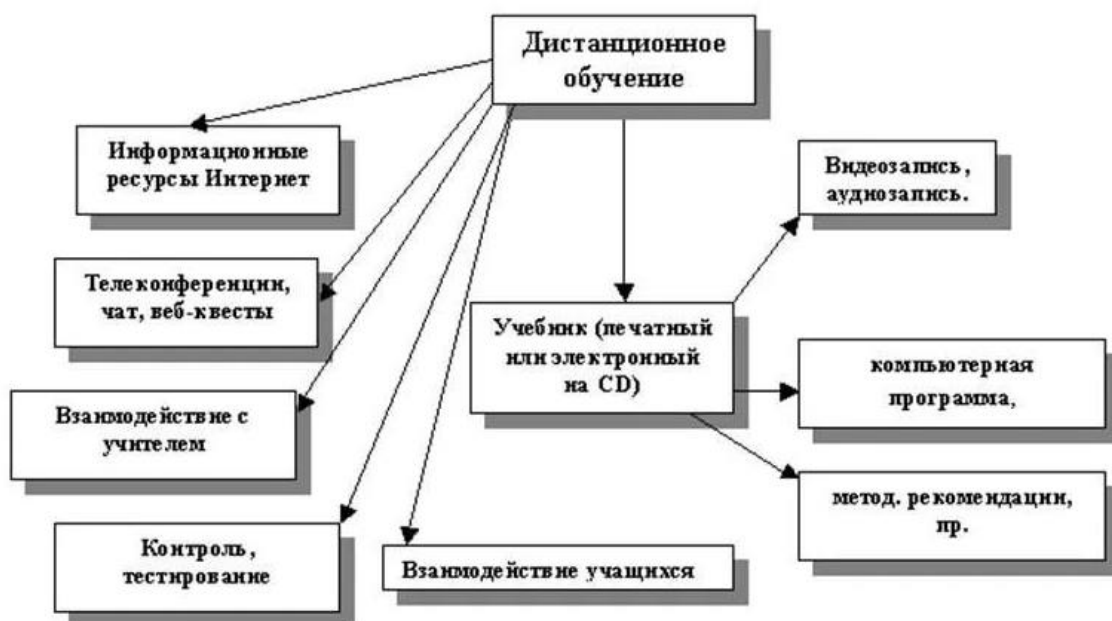 Дистанционное
обучение
Информационные
ресурсы Интернет
Видеозапись,
аудиозапись.
Телеконференции,
чат, веб-квесты
Учебник (печатный
или электронный
на CD)
компьютерная
программа,
Взаимодействие с
учителем
метод. рекомендации,
пр.
Контроль,
тестирование
Взаимодействие учащихся